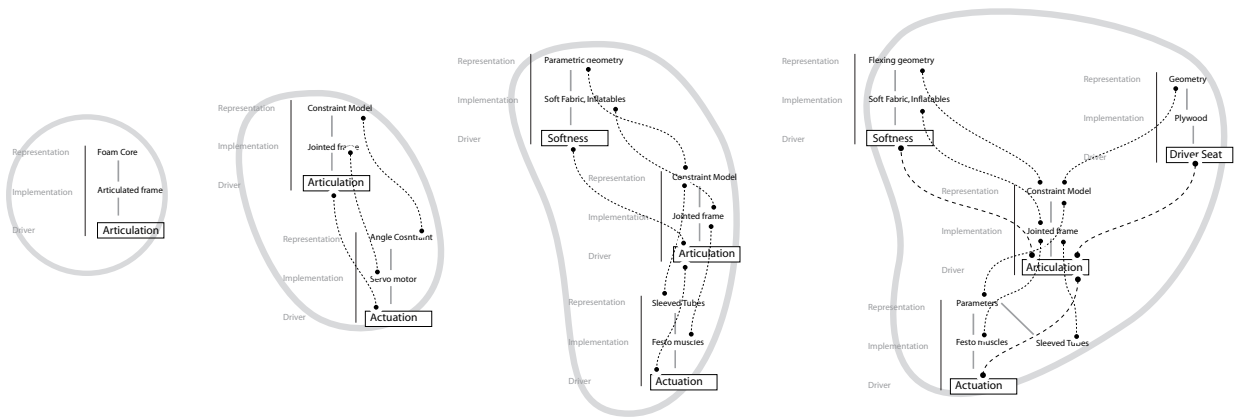 Representation
Foam Core
Implementation
Articulated frame
Driver
Articulation
Representation
Constraint Model
Implementation
Jointed frame
Driver
Articulation
Representation
Angle Cosntraint
Implementation
Servo motor
Driver
Actuation
Representation
Parametric geometry
Implementation
Soft Fabric, Inflatables
Driver
Softness
Representation
Constraint Model
Implementation
Jointed frame
Driver
Articulation
Representation
Sleeved Tubes
Implementation
Festo muscles
Driver
Actuation
Representation
Flexing geometry
Implementation
Soft Fabric, Inflatables
Driver
Softness
Representation
Geometry
Implementation
Plywood
Driver
Driver Seat
Representation
Constraint Model
Implementation
Jointed frame
Driver
Articulation
Representation
Parameters
Implementation
Festo muscles
Sleeved Tubes
Driver
Actuation